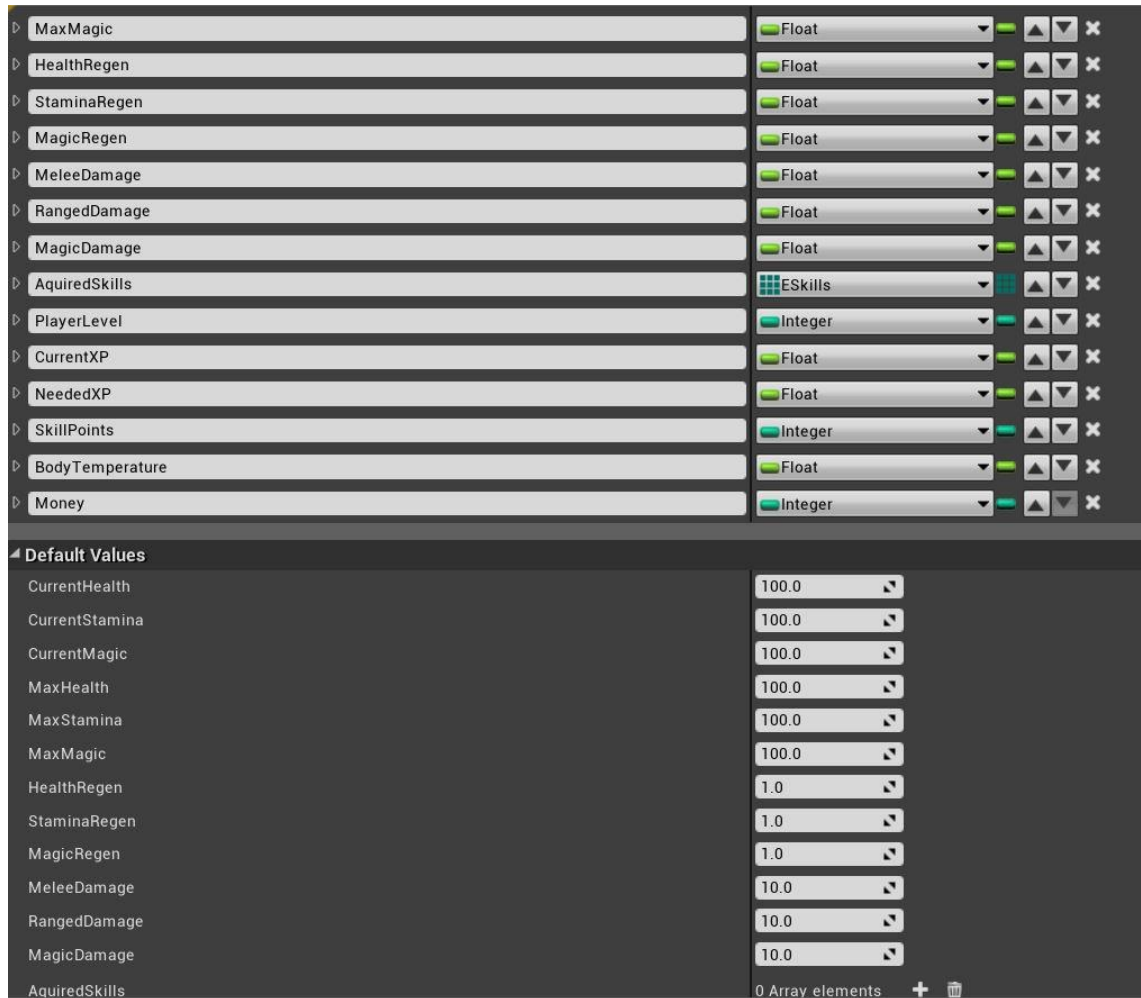 MaxMagic Float
HealthRegen Float
StaminaRegen Float
MagicRegen Float
MeleeDamage Float
RangedDamage Float
MagicDamage Float
AquiredSkills ESkills
PlayerLevel Integer
CurrentXP Float
NeededXP Float
SkillPoints Integer
BodyTemperature Float
Money Integer
Default Values
CurrentHealth 100.0
CurrentStamina 100.0
CurrentMagic 100.0
MaxHealth 100.0
MaxStamina 100.0
MaxMagic 100.0
HealthRegen 1.0
StaminaRegen 1.0
MagicRegen 1.0
MeleeDamage 10.0
RangedDamage 10.0
MagicDamage 10.0
AquiredSkills 0 Array elements